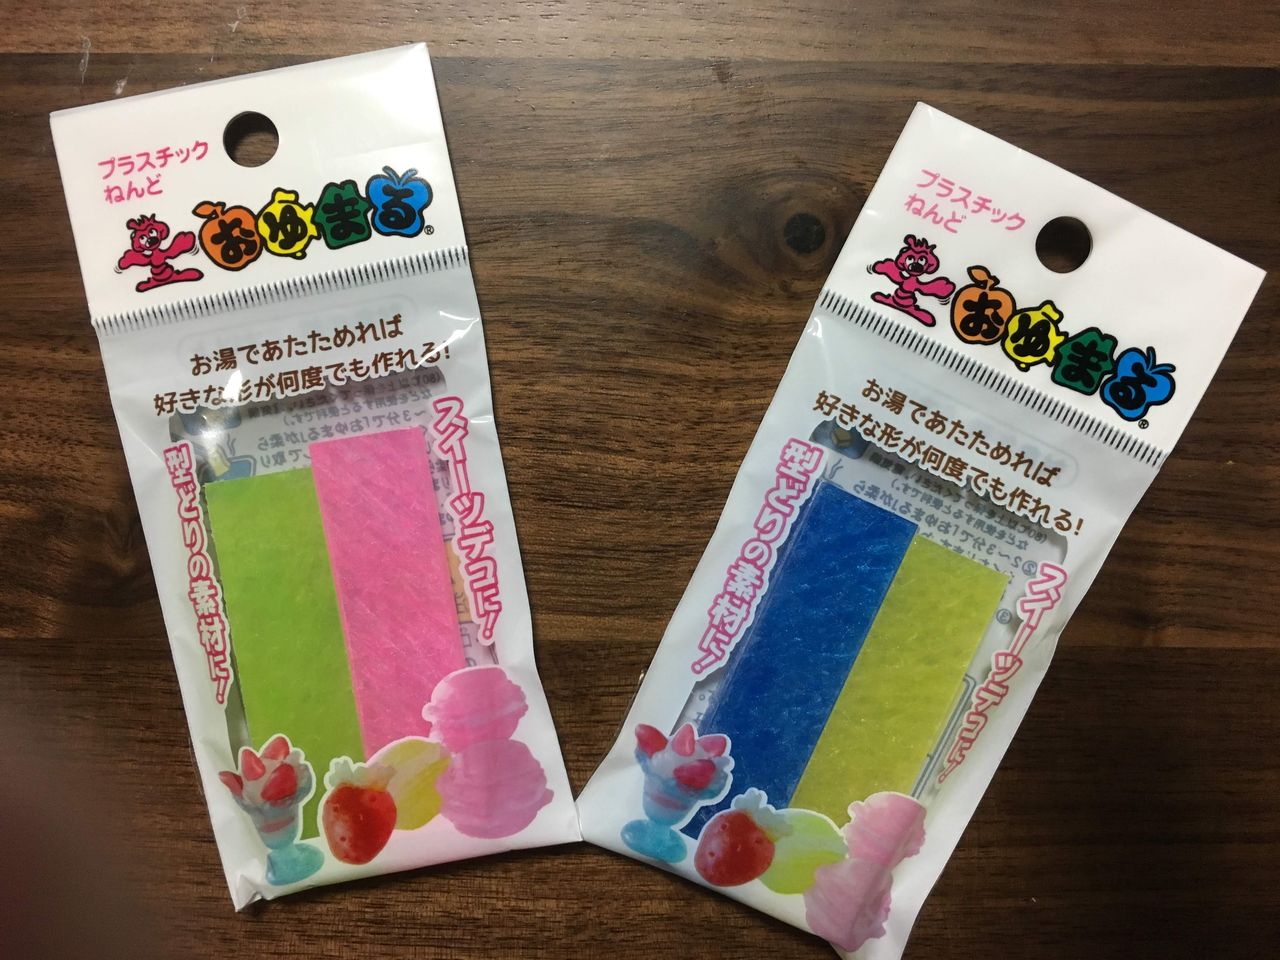 プラスチック
ねんど
おゆまる®
お湯であたためれば
好きな形が何度でも作れる!
型どりの素材に!
スイーツデコに!
プラスチック
ねんど
おゆまる®
お湯であたためれば
好きな形が何度でも作れる!
型どりの素材に!
スイーツデコに!